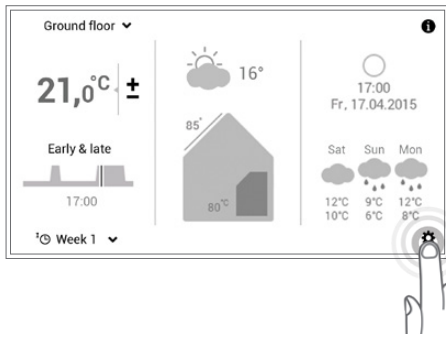 Ground floor
21,0°C ±
Early & late
17:00
Week 1
16°
85°
80°C
17:00
Fr, 17.04.2015
Sat Sun Mon
12°C 9°C 12°C
10°C 6°C 8°C